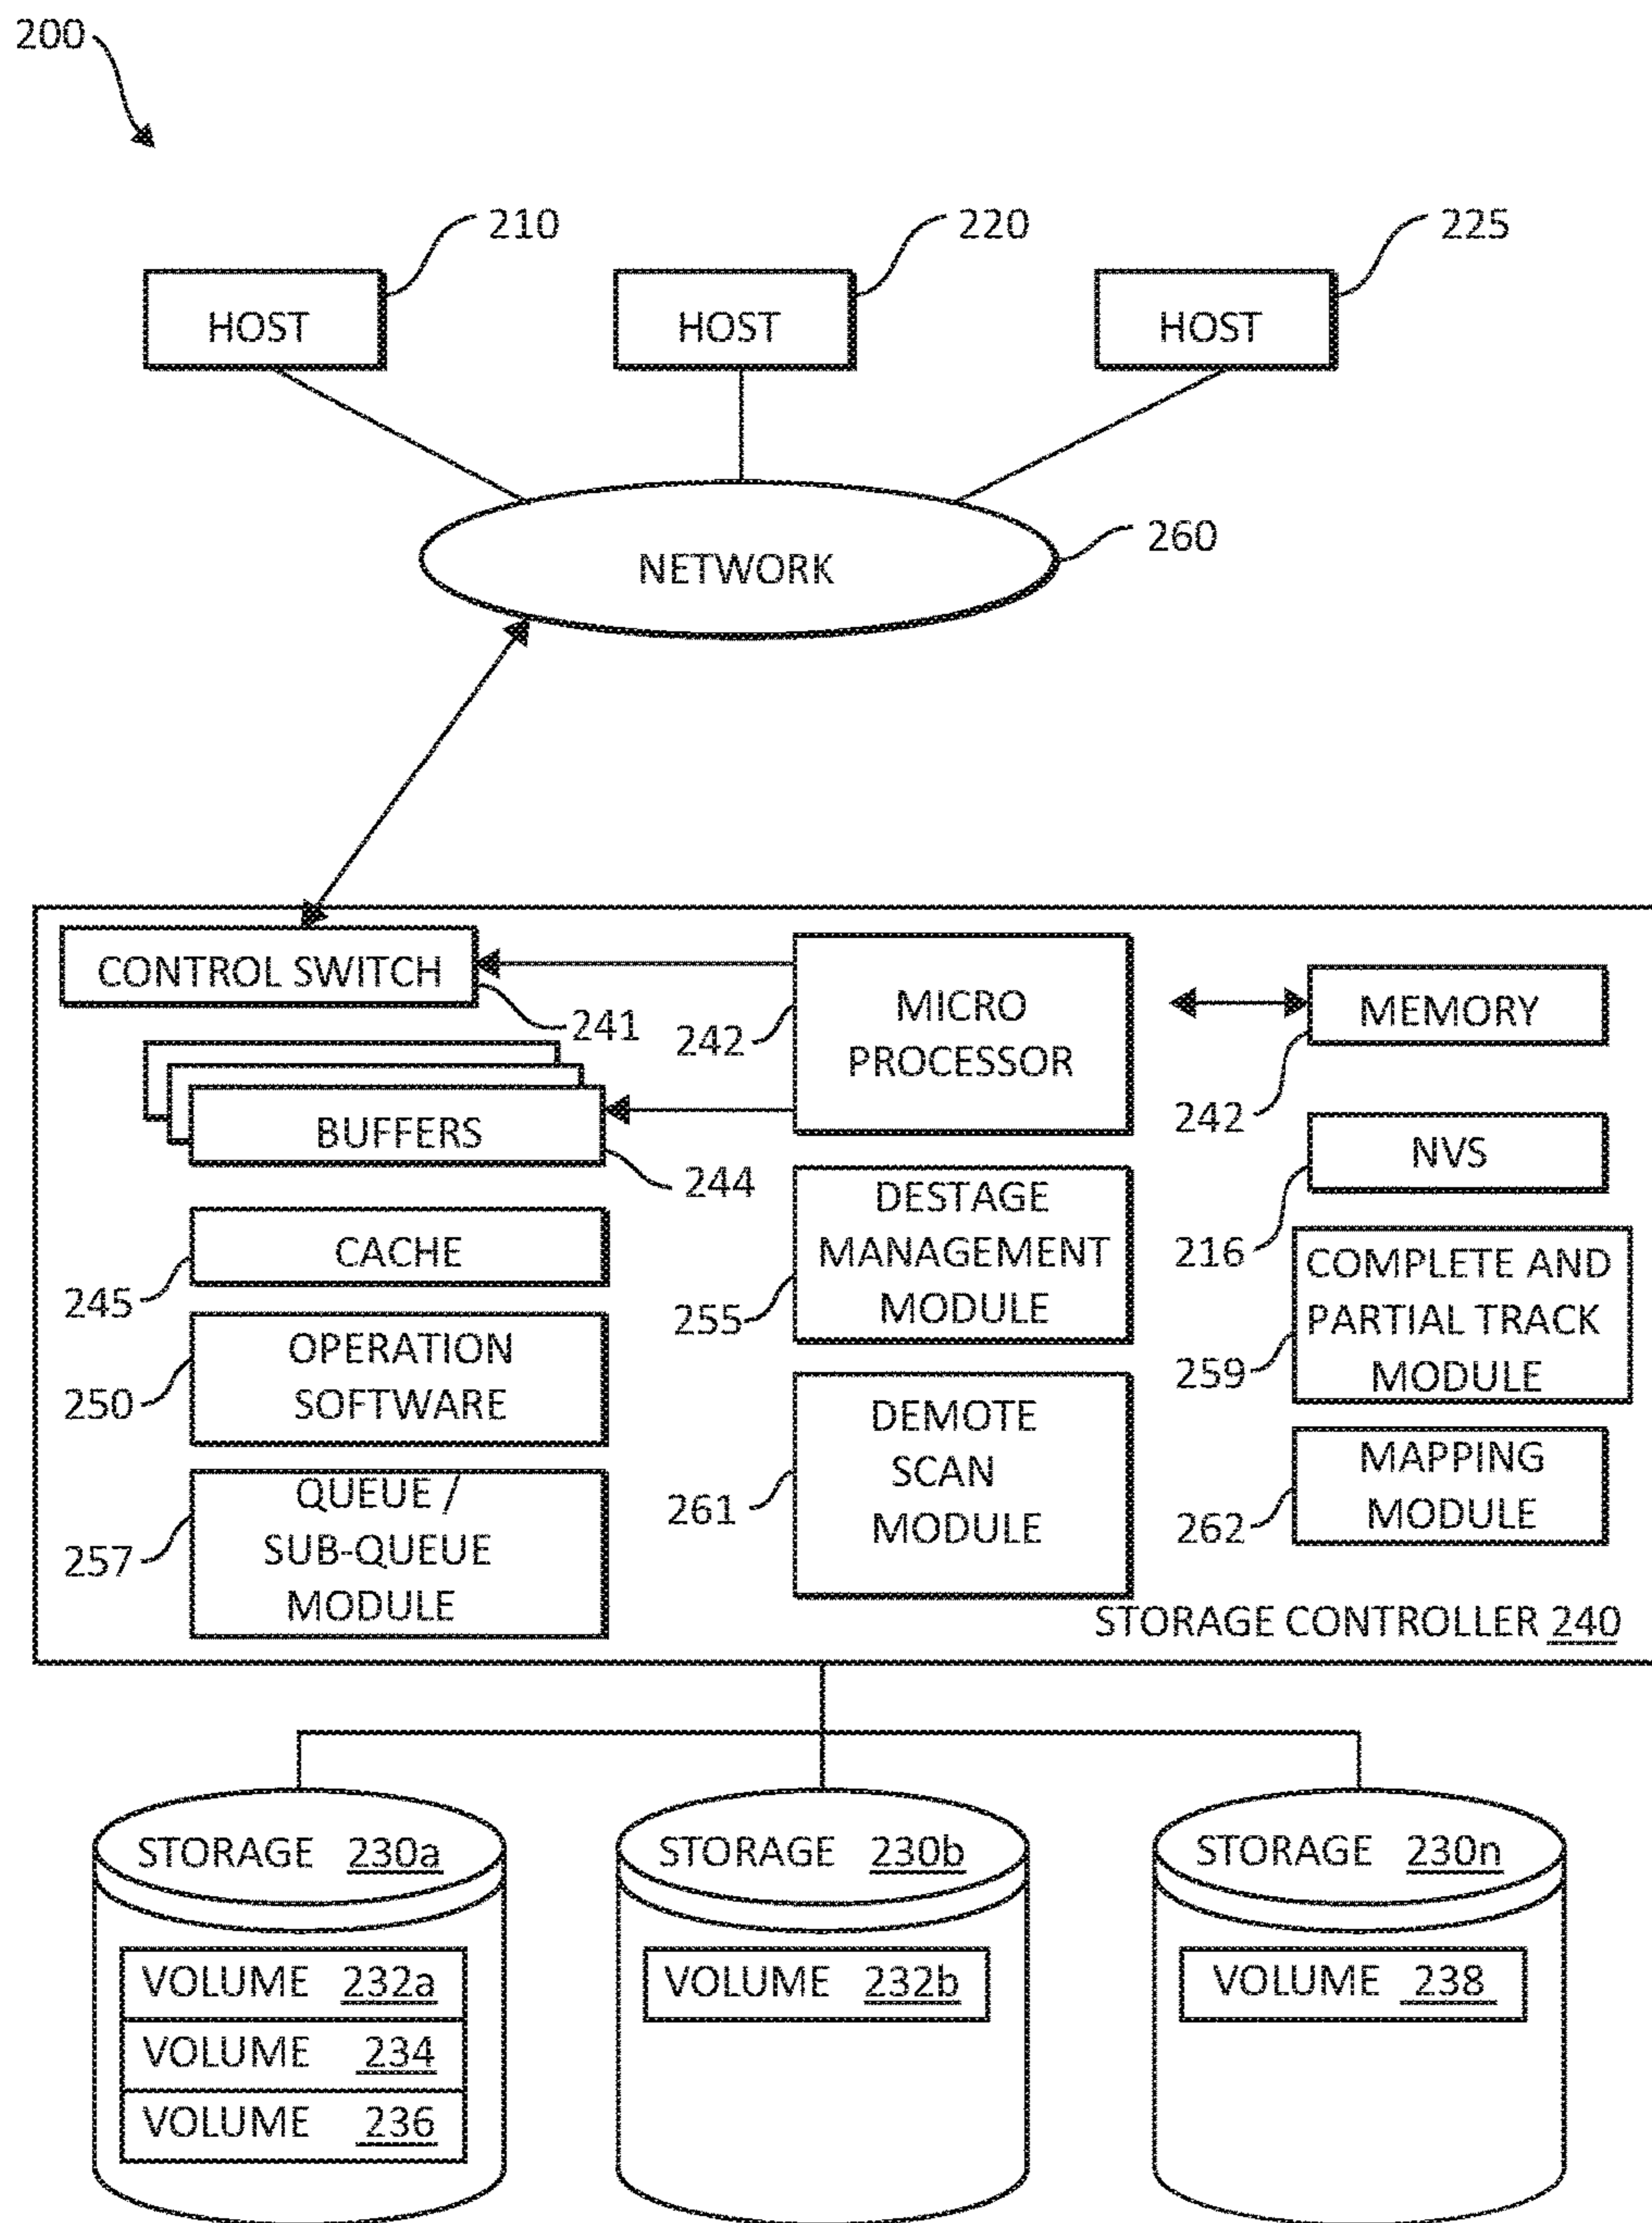 200
210
220
225
HOST
HOST
HOST
260
NETWORK
CONTROL SWITCH
241
242
MICRO
PROCESSOR
MEMORY
242
BUFFERS
244
NVS
216
CACHE
245
DESTAGE
MANAGEMENT
MODULE
255
COMPLETE AND
PARTIAL TRACK
MODULE
259
OPERATION
SOFTWARE
250
DEMOTE
SCAN
MODULE
261
MAPPING
MODULE
262
QUEUE /
SUB-QUEUE
MODULE
257
STORAGE CONTROLLER 240
STORAGE 230a
STORAGE 230b
STORAGE 230n
VOLUME 232a
VOLUME 234
VOLUME 236
VOLUME 232b
VOLUME 238